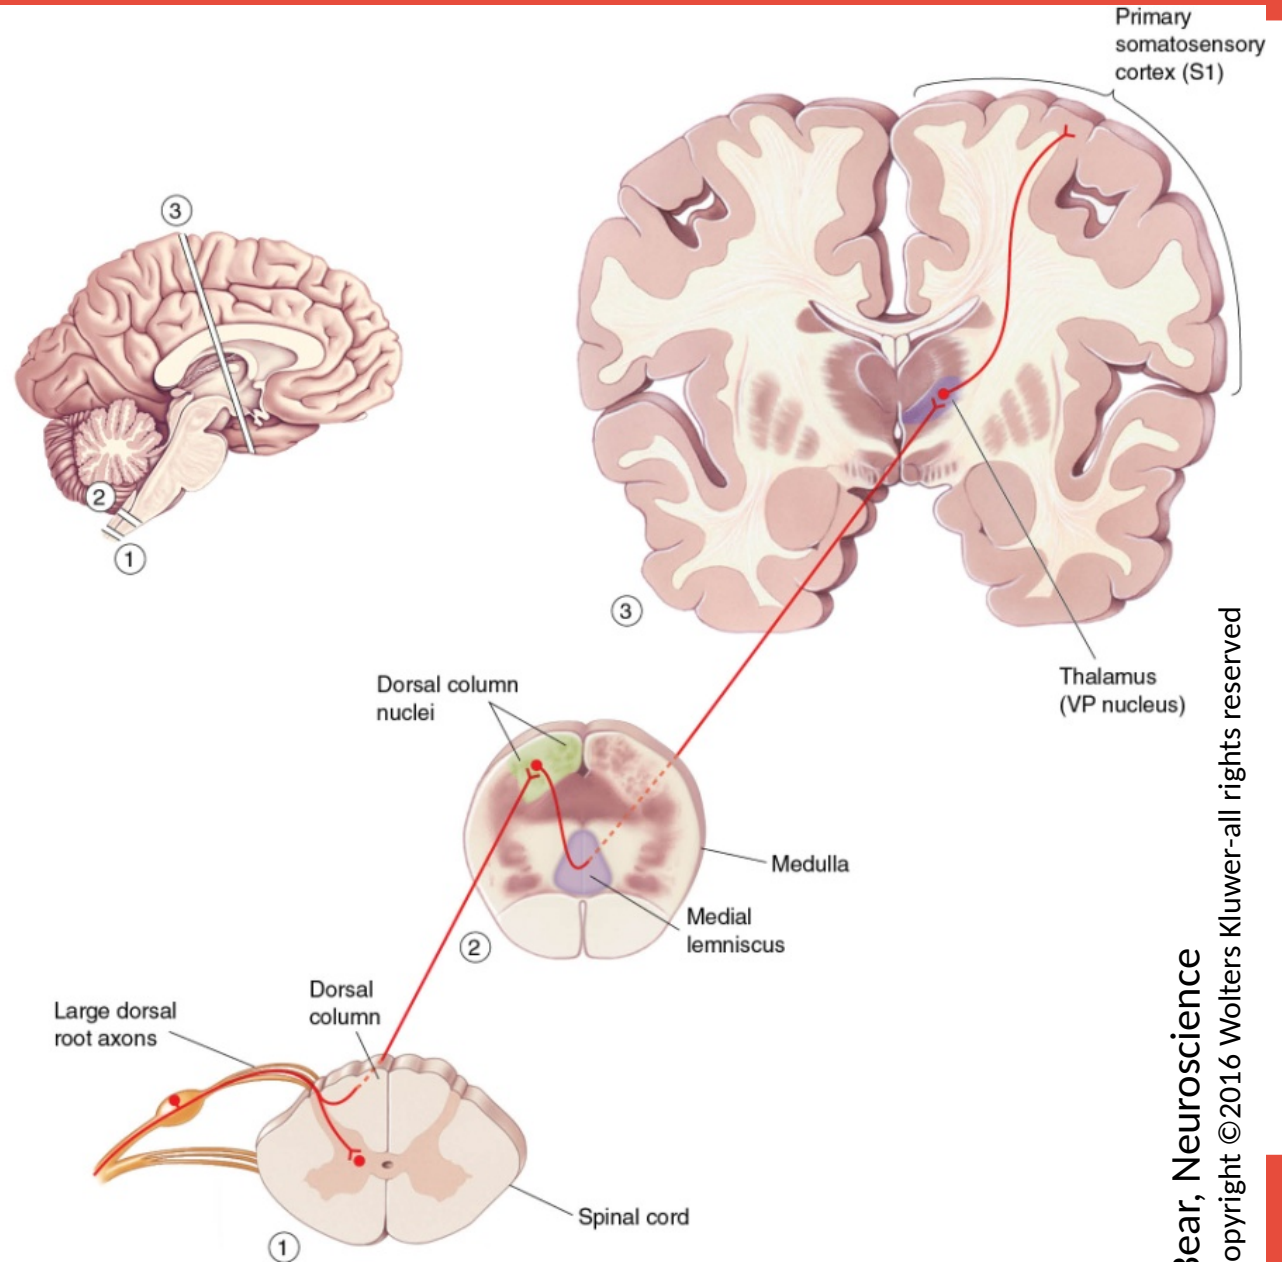 Primary
somatosensory
cortex (S1)
3
2
1
3
Thalamus
(VP nucleus)
Dorsal column
nuclei
Medulla
Medial
lemniscus
2
Dorsal
column
Large dorsal
root axons
Spinal cord
1
Bear, Neuroscience
opyright ©2016 Wolters Kluwer-all rights reserved